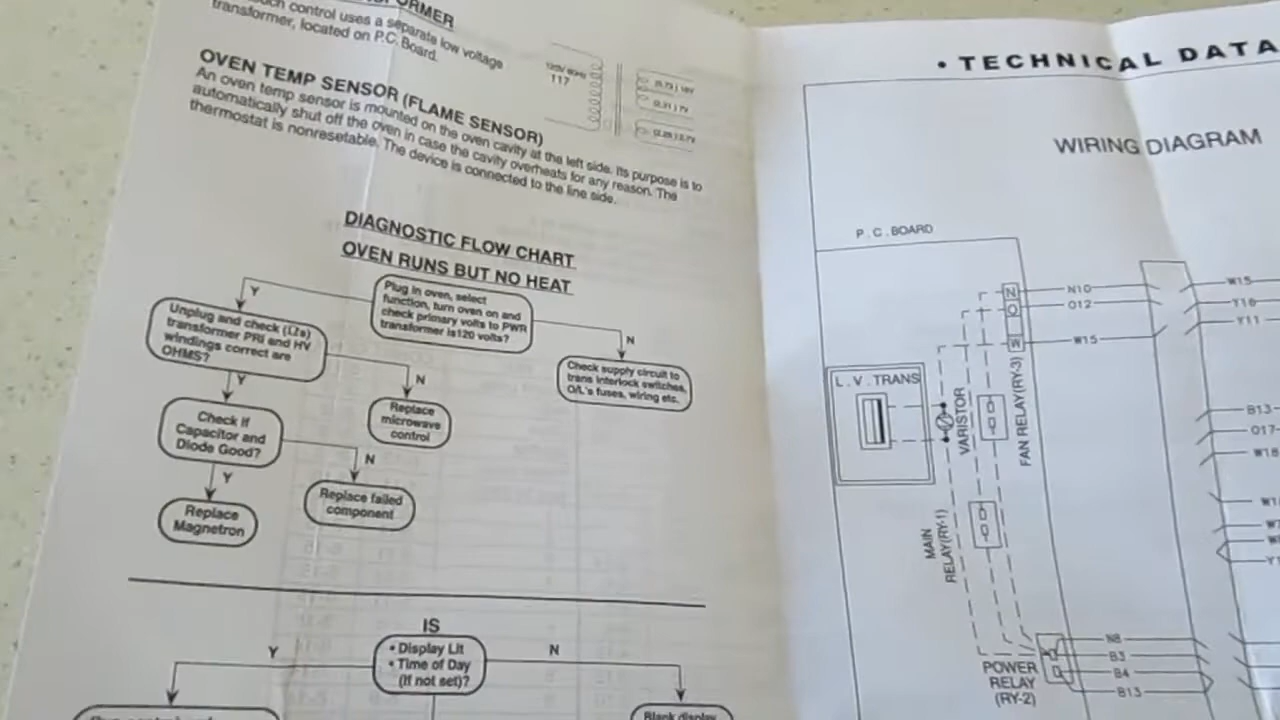 ORMER
ch control uses a separate low voltage
transformer, located on P.C. Board.
120V 60Hz
117
OVEN TEMP SENSOR (FLAME SENSOR)
An oven temp sensor is mounted on the oven cavity at the left side. Its purpose is to
automatically shut off the oven in case the cavity overheats for any reason. The
thermostat is nonresetable. The device is connected to the line side.
DIAGNOSTIC FLOW CHART
OVEN RUNS BUT NO HEAT
Plug in oven, select
function, turn oven on and
check primary volts to PWR
transformer is120 volts?
Y
N
Unplug and check
transformer PRI and HV
windings correct are
OHMS?
Check supply circuit to
trans interlock switches,
O/L's fuses, wiring etc.
Y
N
Replace
microwave
control
Check if
Capacitor and
Diode Good?
Y
N
Replace
Magnetron
Replace failed
component
IS
• Display Lit
• Time of Day
(If not set)?
Y
N
Blank display
• TECHNICAL DATA
WIRING DIAGRAM
P.C.BOARD
N
O
W
N10
O12
W15
W15
Y16
Y11
L.V.TRANS
VARISTOR
FAN RELAY(RY-3)
MAIN
RELAY(RY-1)
B13
O17
W16
POWER
RELAY
(RY-2)
N8
B3
B4
B13